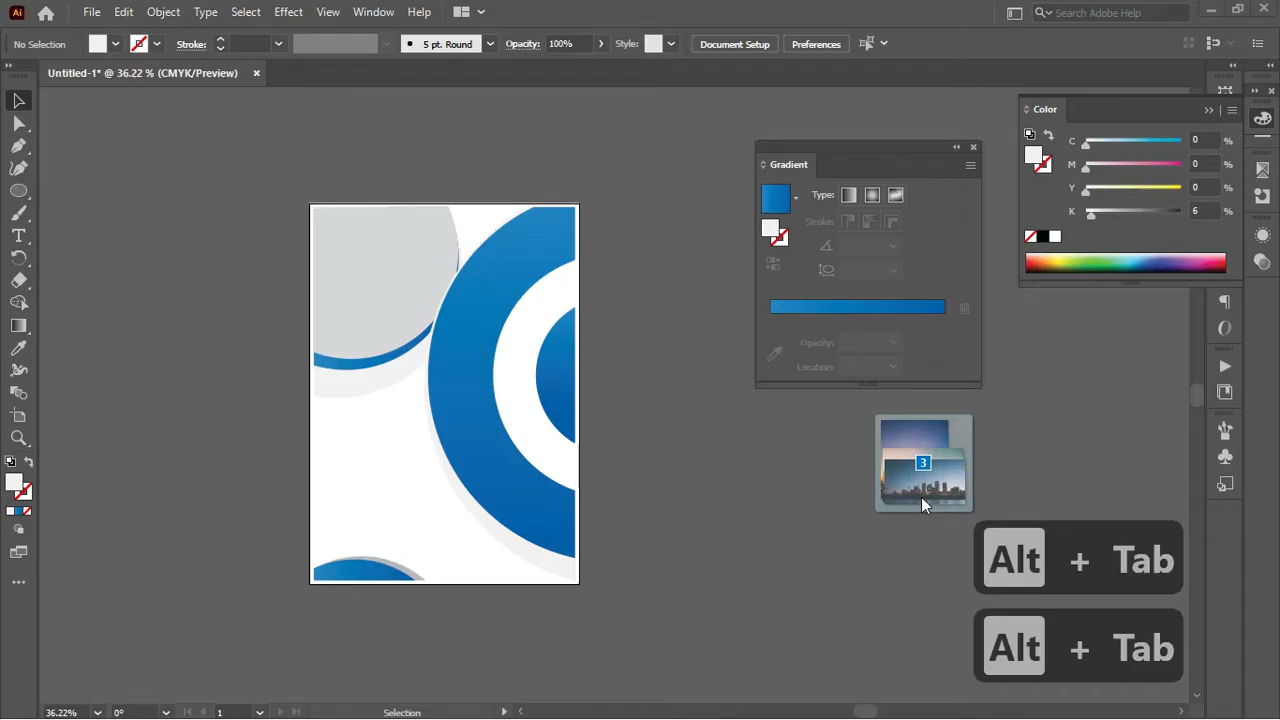 Ai File Edit Object Type Select Effect View Window Help Search Adobe Help
No Selection Stroke: 5 pt. Round Opacity: 100% Style: Document Setup Preferences
Untitled-1* @ 36.22 % (CMYK/Preview)
Color
C 0 %
M 0 %
Y 0 %
K 6 %
Gradient
Type:
Stroke:
Opacity:
Location:
3
Alt + Tab
Alt + Tab
36.22% 0° 1 Selection